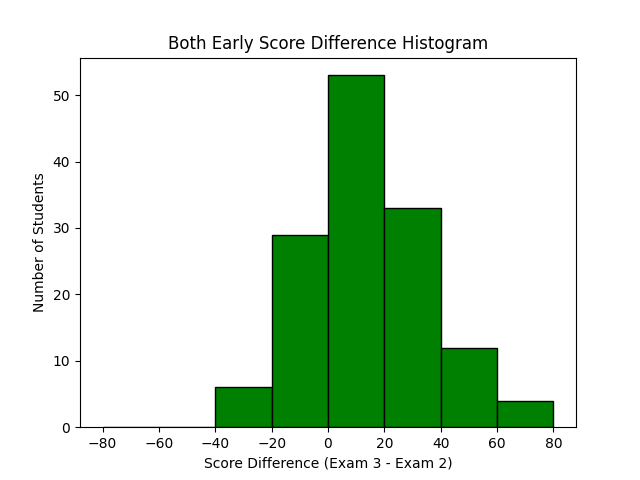 Both Early Score Difference Histogram
Number of Students
50
40
30
20
10
0
−80 −60 −40 −20 0 20 40 60 80
Score Difference (Exam 3 - Exam 2)